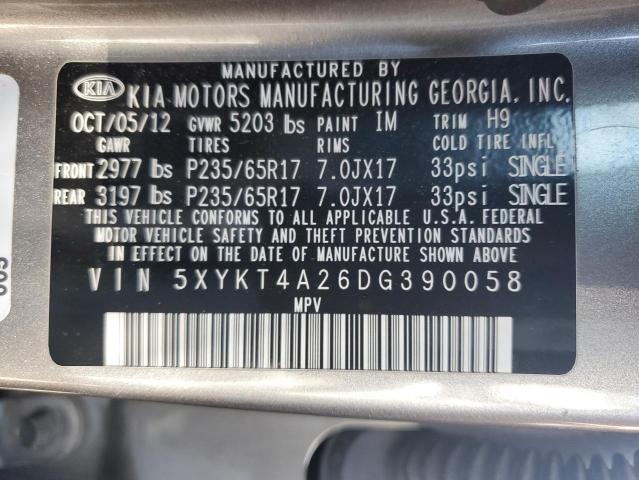 MANUFACTURED BY
KIA KIA MOTORS MANUFACTURING GEORGIA, INC.
OCT/05/12 GVWR 5203 lbs PAINT IM TRIM H9
GAWR TIRES RIMS COLD TIRE INFL
FRONT 2977 lbs P235/65R17 7.0JX17 33psi SINGLE
REAR 3197 lbs P235/65R17 7.0JX17 33psi SINGLE
THIS VEHICLE CONFORMS TO ALL APPLICABLE U.S.A. FEDERAL
MOTOR VEHICLE SAFETY AND THEFT PREVENTION STANDARDS
IN EFFECT ON THE DATE OF MANUFACTURE SHOWN ABOVE
VIN 5XYKT4A26DG390058
MPV